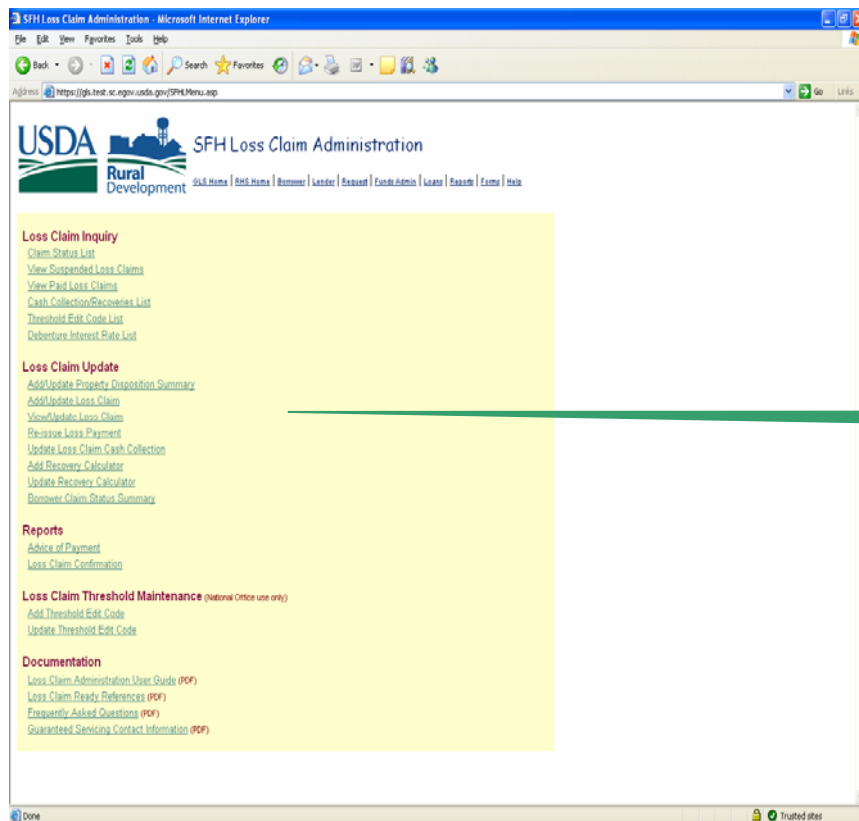 SFH Loss Claim Administration - Microsoft Internet Explorer
File Edit View Favorites Tools Help
Back Search Favorites
Address https://gls.test.sc.egov.usda.gov/SFHLMenu.asp Go Links
USDA
Rural
Development
SFH Loss Claim Administration
GLS Home | RHS Home | Borrower | Lender | Request | Funds Admin | Loans | Reports | Forms | Help
Loss Claim Inquiry
Claim Status List
View Suspended Loss Claims
View Paid Loss Claims
Cash Collection/Recoveries List
Threshold Edit Code List
Debenture Interest Rate List
Loss Claim Update
Add/Update Property Disposition Summary
Add/Update Loss Claim
View/Update Loss Claim
Re-issue Loss Payment
Update Loss Claim Cash Collection
Add Recovery Calculator
Update Recovery Calculator
Borrower Claim Status Summary
Reports
Advice of Payment
Loss Claim Confirmation
Loss Claim Threshold Maintenance (National Office use only)
Add Threshold Edit Code
Update Threshold Edit Code
Documentation
Loss Claim Administration User Guide (PDF)
Loss Claim Ready References (PDF)
Frequently Asked Questions (PDF)
Guaranteed Servicing Contact Information (PDF)
Done Trusted sites